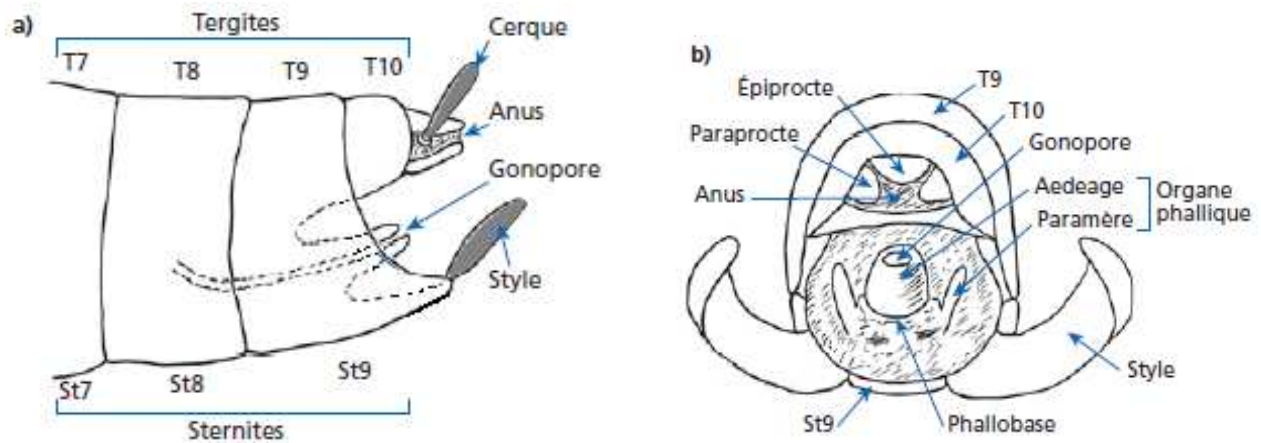 a)
Tergites
T7
T8
T9
T10
Cerque
Anus
Gonopore
Style
St7
St8
St9
Sternites
b)
Épiprocte
Paraprocte
Anus
T9
T10
Gonopore
Aedeage
Paramère
Organe
phallique
Style
St9
Phallobase